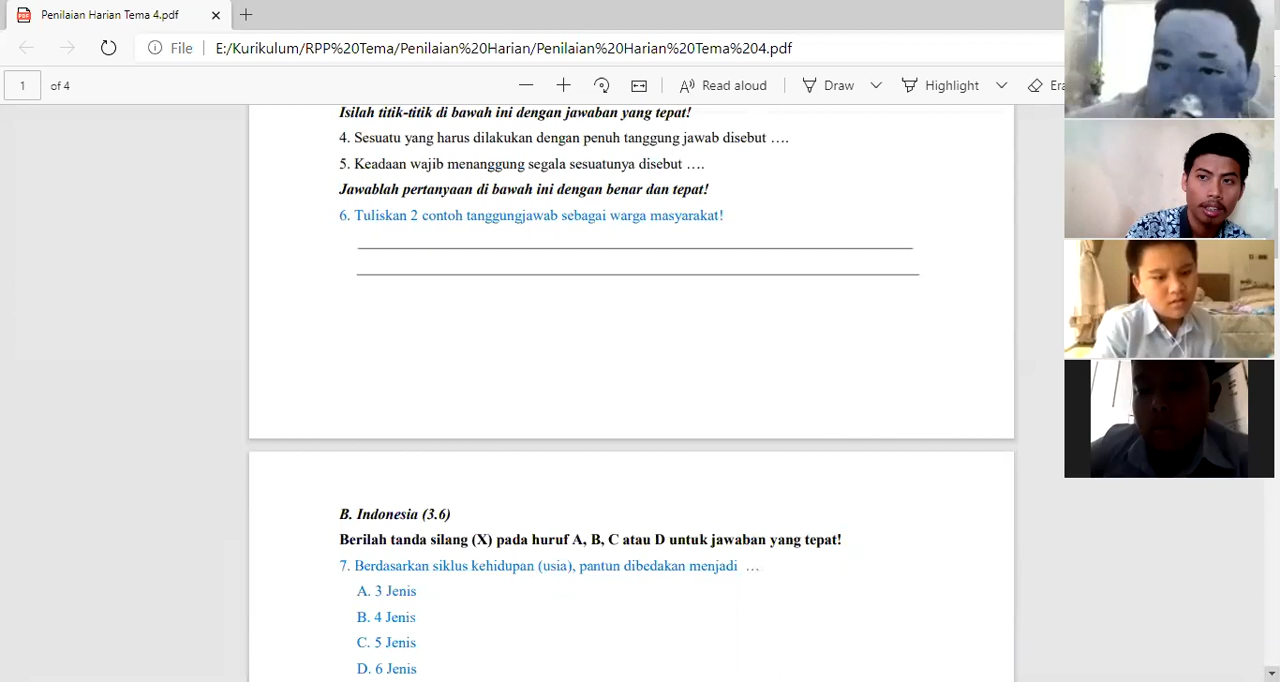 Penilaian Harian Tema 4.pdf
File E:/Kurikulum/RPP%20Tema/Penilaian%20Harian/Penilaian%20Harian%20Tema%204.pdf
1 of 4 Read aloud Draw Highlight Era
Isilah titik-titik di bawah ini dengan jawaban yang tepat!
4. Sesuatu yang harus dilakukan dengan penuh tanggung jawab disebut ….
5. Keadaan wajib menanggung segala sesuatunya disebut ….
Jawablah pertanyaan di bawah ini dengan benar dan tepat!
6. Tuliskan 2 contoh tanggungjawab sebagai warga masyarakat!
B. Indonesia (3.6)
Berilah tanda silang (X) pada huruf A, B, C atau D untuk jawaban yang tepat!
7. Berdasarkan siklus kehidupan (usia), pantun dibedakan menjadi …
A. 3 Jenis
B. 4 Jenis
C. 5 Jenis
D. 6 Jenis